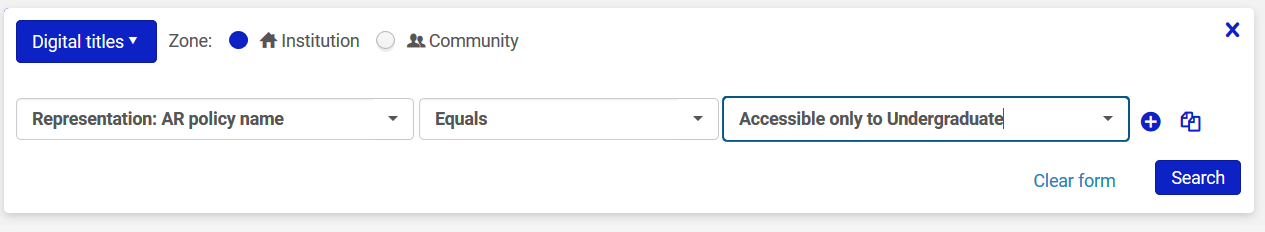 Digital titles Zone: Institution Community
Representation: AR policy name Equals Accessible only to Undergraduate
Clear form Search